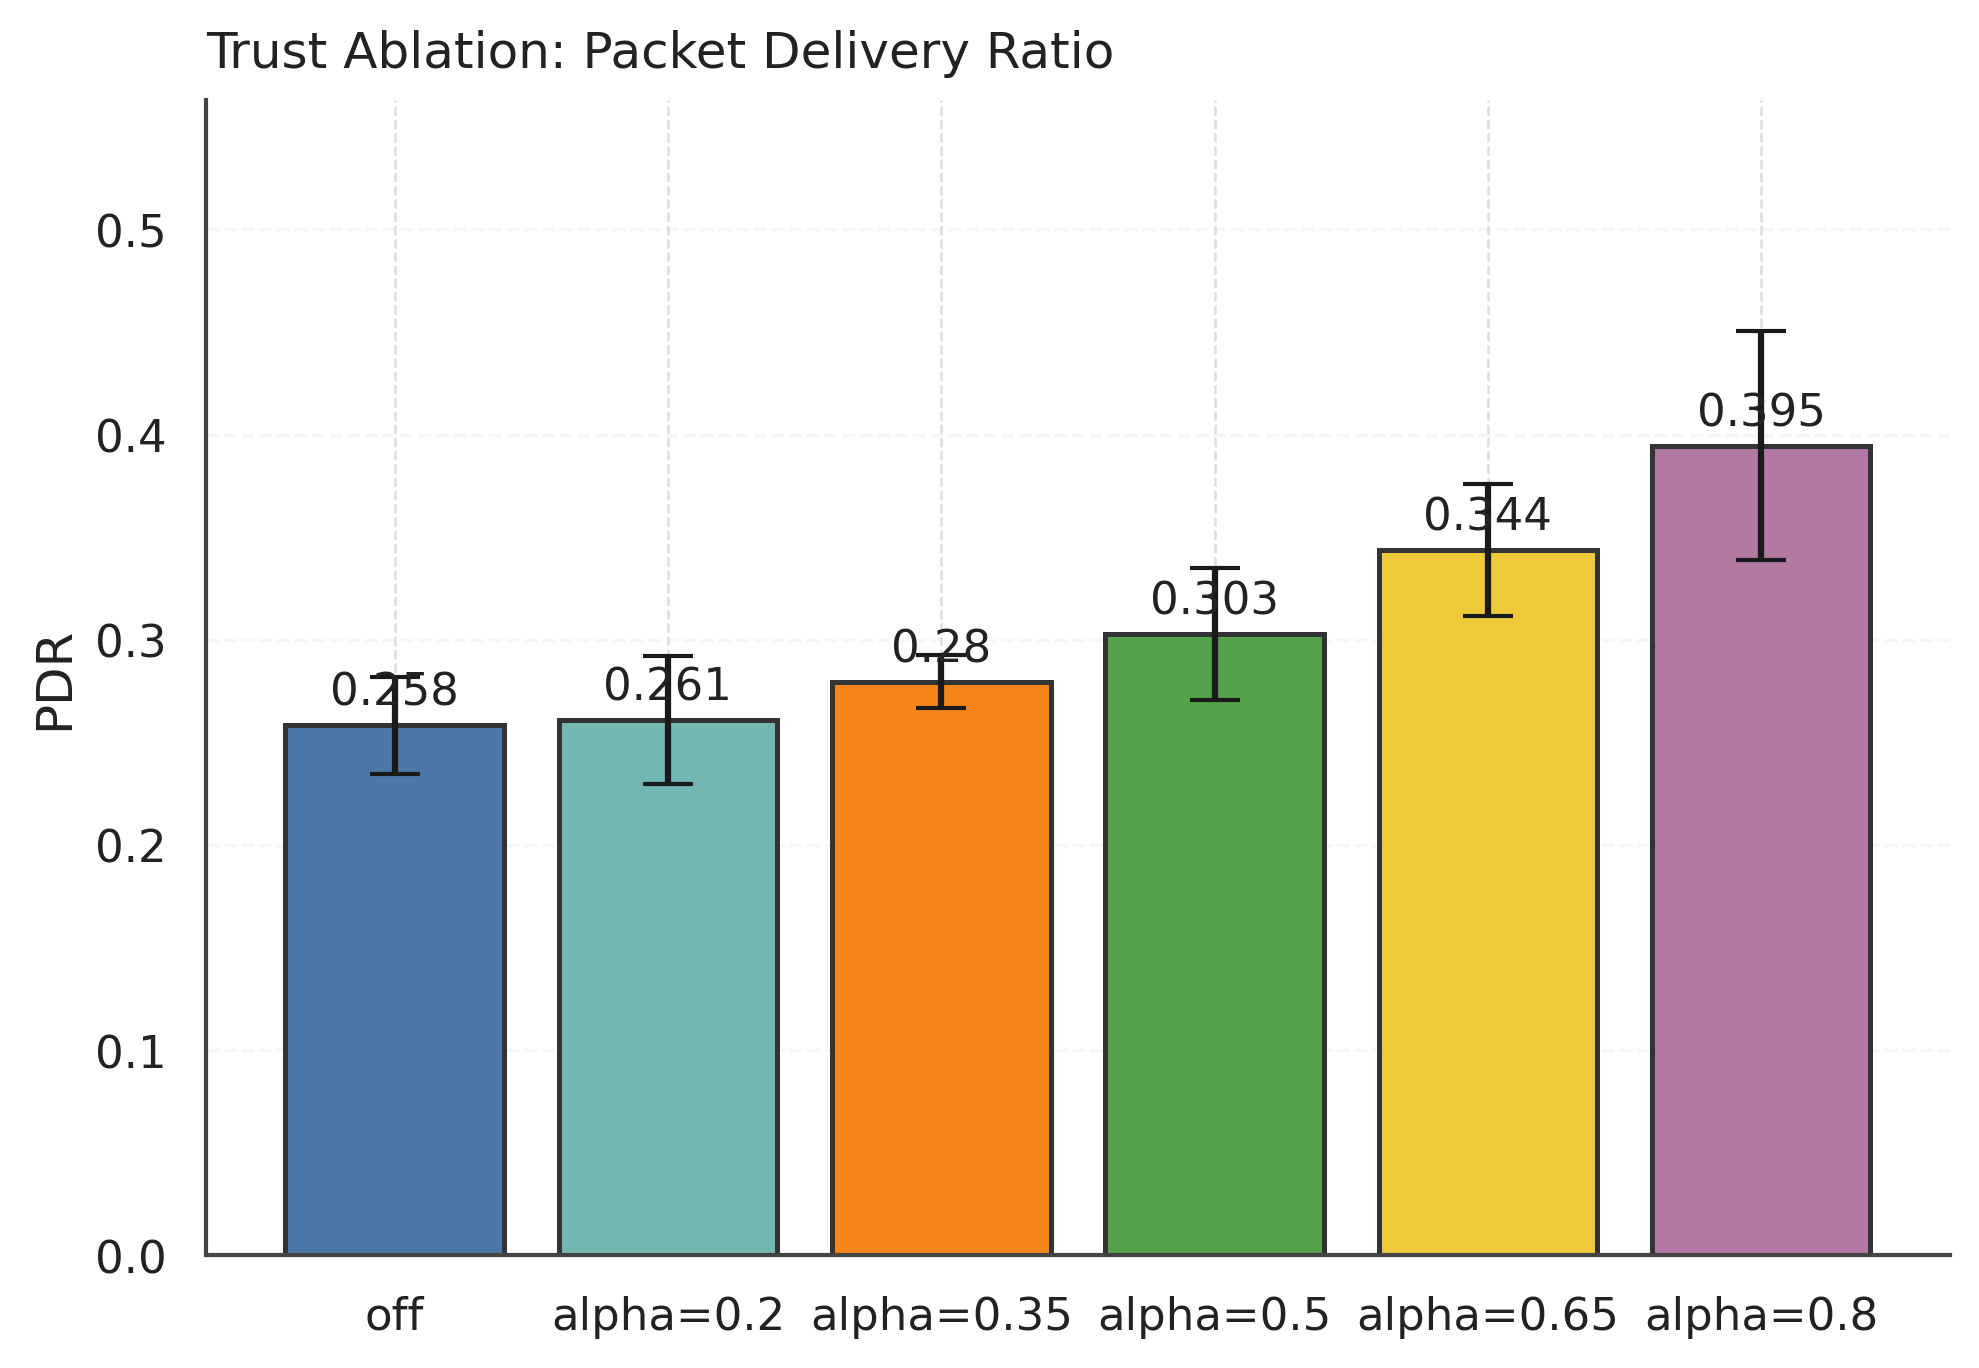 Trust Ablation: Packet Delivery Ratio
PDR
0.5
0.4
0.3
0.2
0.1
0.0
0.258
0.261
0.28
0.303
0.344
0.395
off
alpha=0.2
alpha=0.35
alpha=0.5
alpha=0.65
alpha=0.8